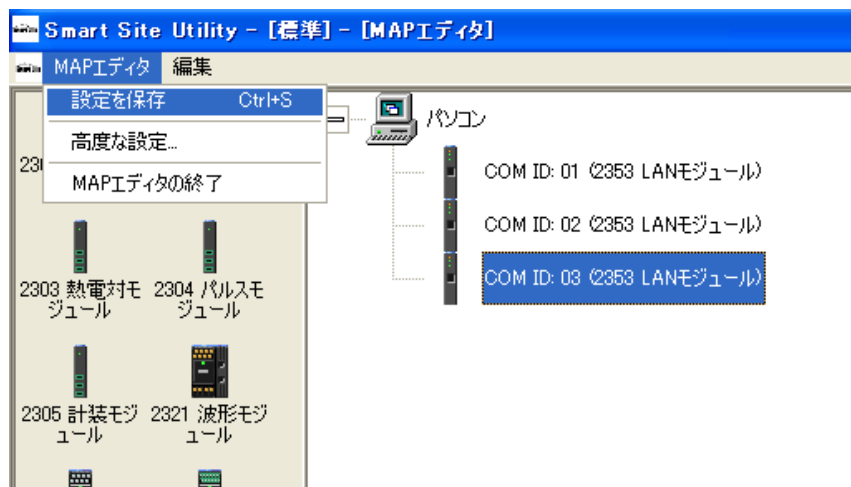 Smart Site Utility - [標準] - [MAPエディタ]
MAPエディタ 編集
設定を保存 Ctrl+S
高度な設定...
MAPエディタの終了
230
パソコン
COM ID: 01 (2353 LANモジュール)
COM ID: 02 (2353 LANモジュール)
COM ID: 03 (2353 LANモジュール)
2303 熱電対モ
ジュール
2304 パルスモ
ジュール
2305 計装モジ
ュール
2321 波形モジ
ュール